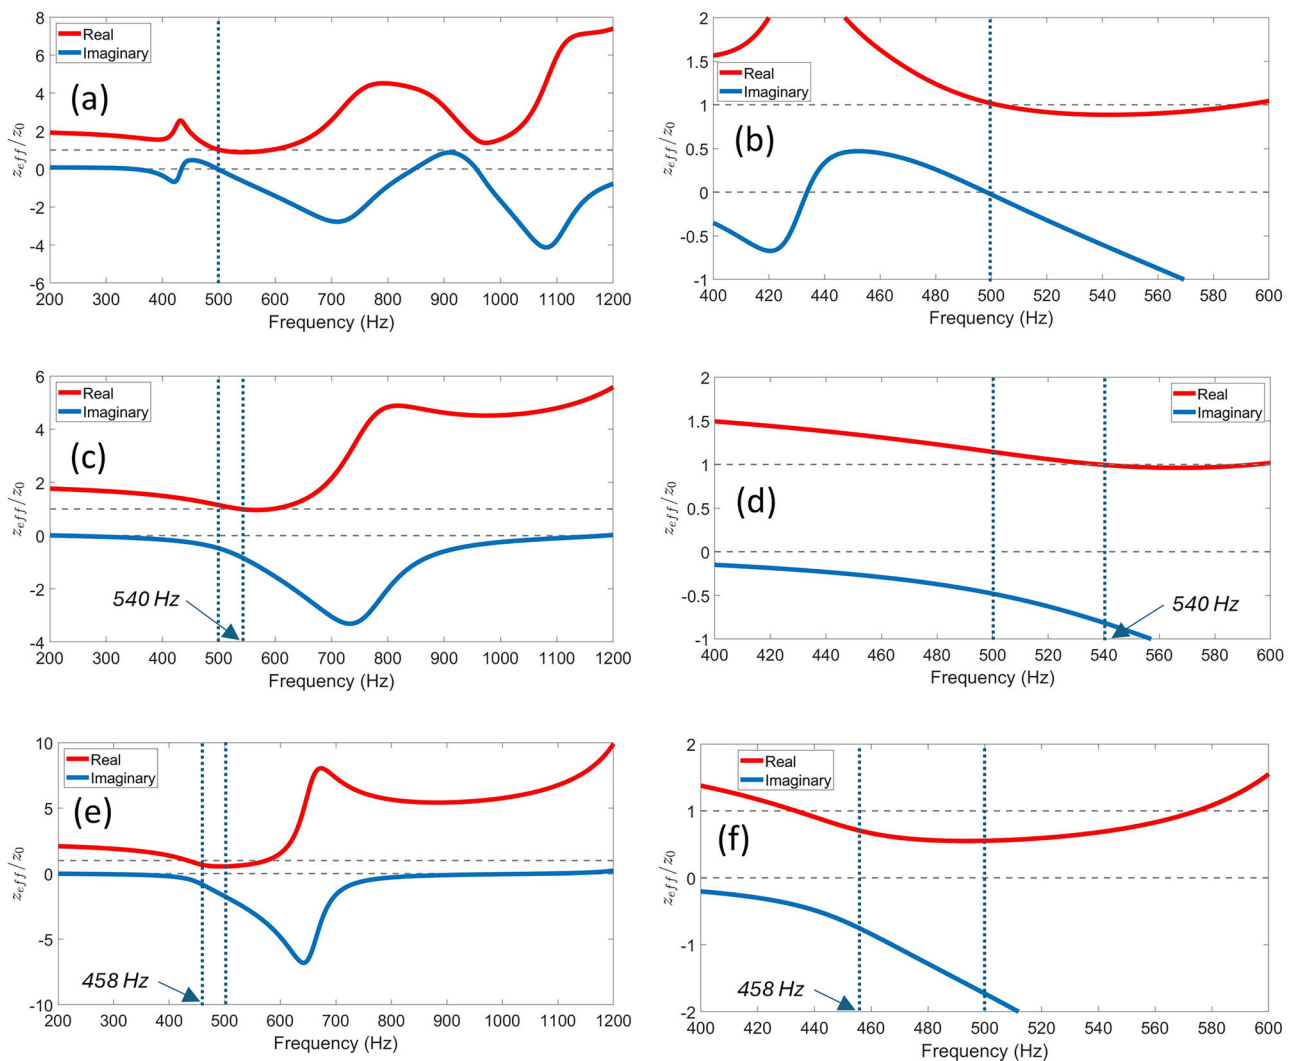 8
6
4
2
0
-2
-4
-6
z_eff/z_0
Real
Imaginary
(a)
200 300 400 500 600 700 800 900 1000 1100 1200
Frequency (Hz)
2
1.5
1
0.5
0
-0.5
-1
z_eff/z_0
Real
Imaginary
(b)
400 420 440 460 480 500 520 540 560 580 600
Frequency (Hz)
6
4
2
0
-2
-4
z_eff/z_0
Real
Imaginary
(c)
540 Hz
200 300 400 500 600 700 800 900 1000 1100 1200
Frequency (Hz)
2
1.5
1
0.5
0
-0.5
-1
z_eff/z_0
Real
Imaginary
(d)
540 Hz
400 420 440 460 480 500 520 540 560 580 600
Frequency (Hz)
10
5
0
-5
-10
z_eff/z_0
Real
Imaginary
(e)
458 Hz
200 300 400 500 600 700 800 900 1000 1100 1200
Frequency (Hz)
2
1
0
-1
-2
z_eff/z_0
Real
Imaginary
(f)
458 Hz
400 420 440 460 480 500 520 540 560 580 600
Frequency (Hz)